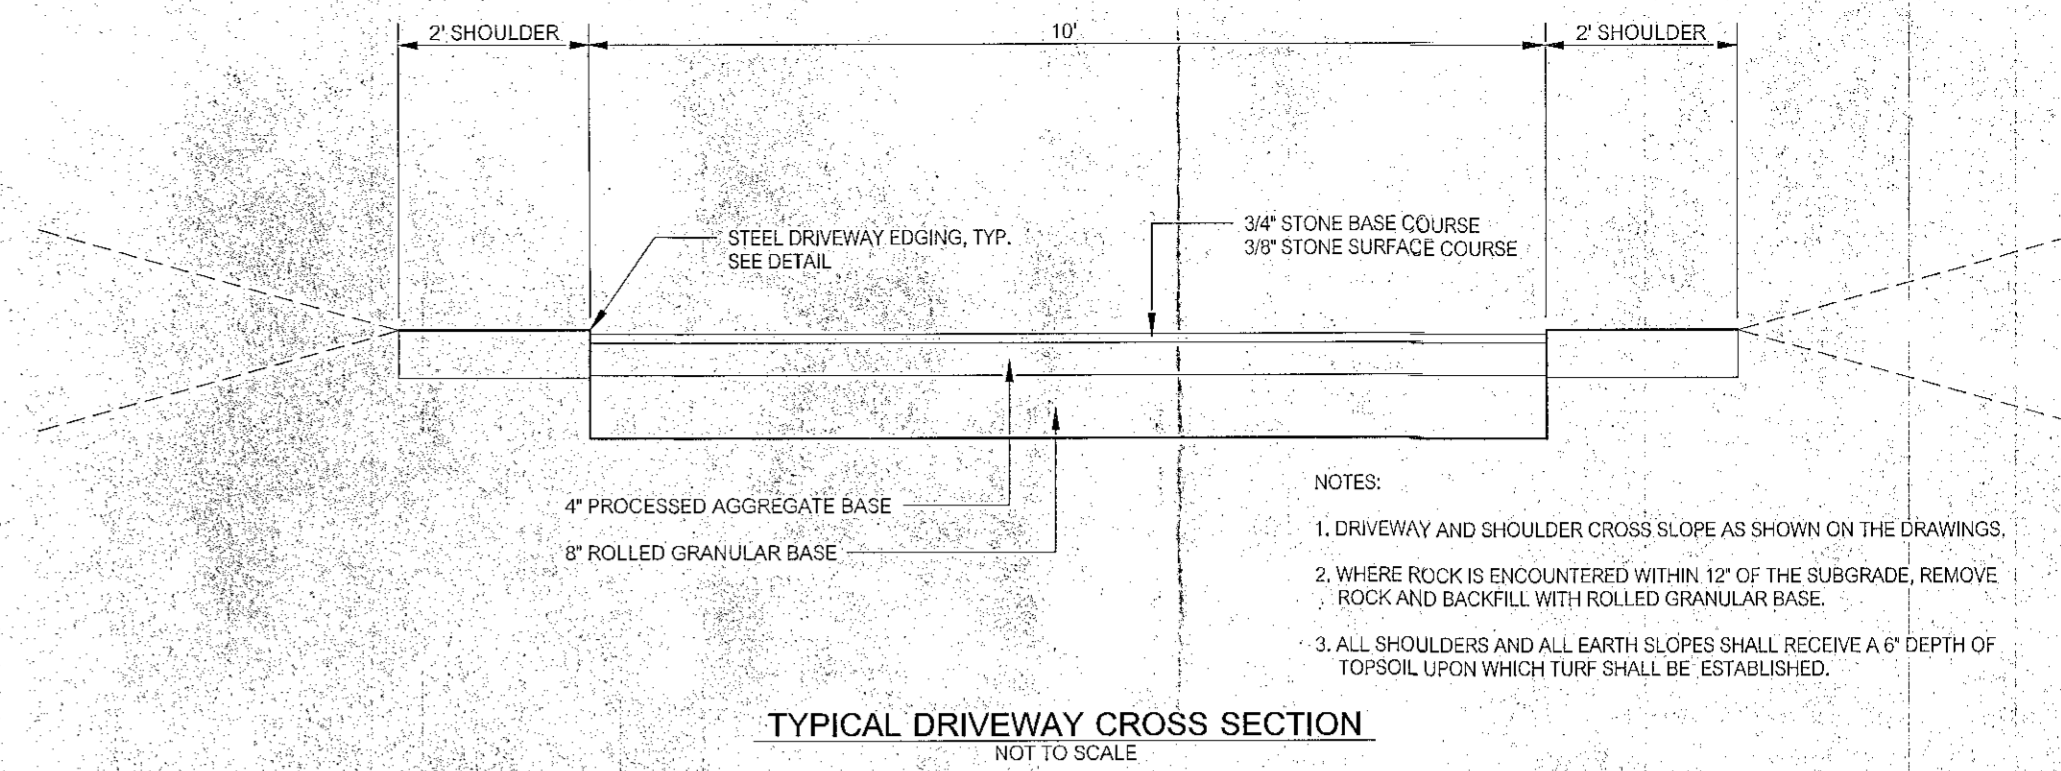 2' SHOULDER
10'
2' SHOULDER
STEEL DRIVEWAY EDGING, TYP.
SEE DETAIL
3/4" STONE BASE COURSE
3/8" STONE SURFACE COURSE
4" PROCESSED AGGREGATE BASE
8" ROLLED GRANULAR BASE
NOTES:
1. DRIVEWAY AND SHOULDER CROSS SLOPE AS SHOWN ON THE DRAWINGS.
2. WHERE ROCK IS ENCOUNTERED WITHIN 12" OF THE SUBGRADE, REMOVE
ROCK AND BACKFILL WITH ROLLED GRANULAR BASE.
3. ALL SHOULDERS AND ALL EARTH SLOPES SHALL RECEIVE A 6" DEPTH OF
TOPSOIL UPON WHICH TURF SHALL BE ESTABLISHED.
TYPICAL DRIVEWAY CROSS SECTION
NOT TO SCALE